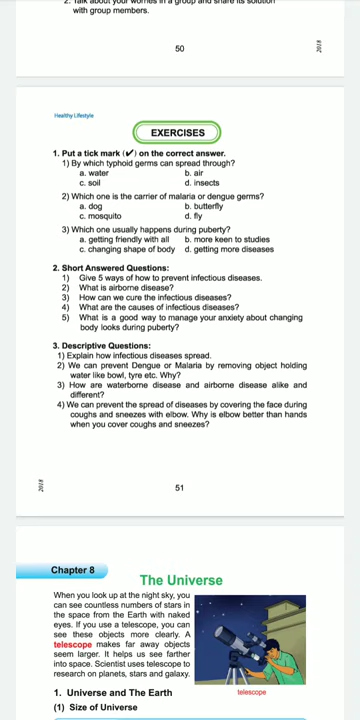 2. Talk about your worries in a group and share its solution
with group members.
50
2018
Healthy Lifestyle
EXERCISES
1. Put a tick mark (✔) on the correct answer.
1) By which typhoid germs can spread through?
a. water b. air
c. soil d. insects
2) Which one is the carrier of malaria or dengue germs?
a. dog b. butterfly
c. mosquito d. fly
3) Which one usually happens during puberty?
a. getting friendly with all b. more keen to studies
c. changing shape of body d. getting more diseases
2. Short Answered Questions:
1) Give 5 ways of how to prevent infectious diseases.
2) What is airborne disease?
3) How can we cure the infectious diseases?
4) What are the causes of infectious diseases?
5) What is a good way to manage your anxiety about changing
body looks during puberty?
3. Descriptive Questions:
1) Explain how infectious diseases spread.
2) We can prevent Dengue or Malaria by removing object holding
water like bowl, tyre etc. Why?
3) How are waterborne disease and airborne disease alike and
different?
4) We can prevent the spread of diseases by covering the face during
coughs and sneezes with elbow. Why is elbow better than hands
when you cover coughs and sneezes?
2018
51
Chapter 8
The Universe
When you look up at the night sky, you
can see countless numbers of stars in
the space from the Earth with naked
eyes. If you use a telescope, you can
see these objects more clearly. A
telescope makes far away objects
seem larger. It helps us see farther
into space. Scientist uses telescope to
research on planets, stars and galaxy.
telescope
1. Universe and The Earth
(1) Size of Universe